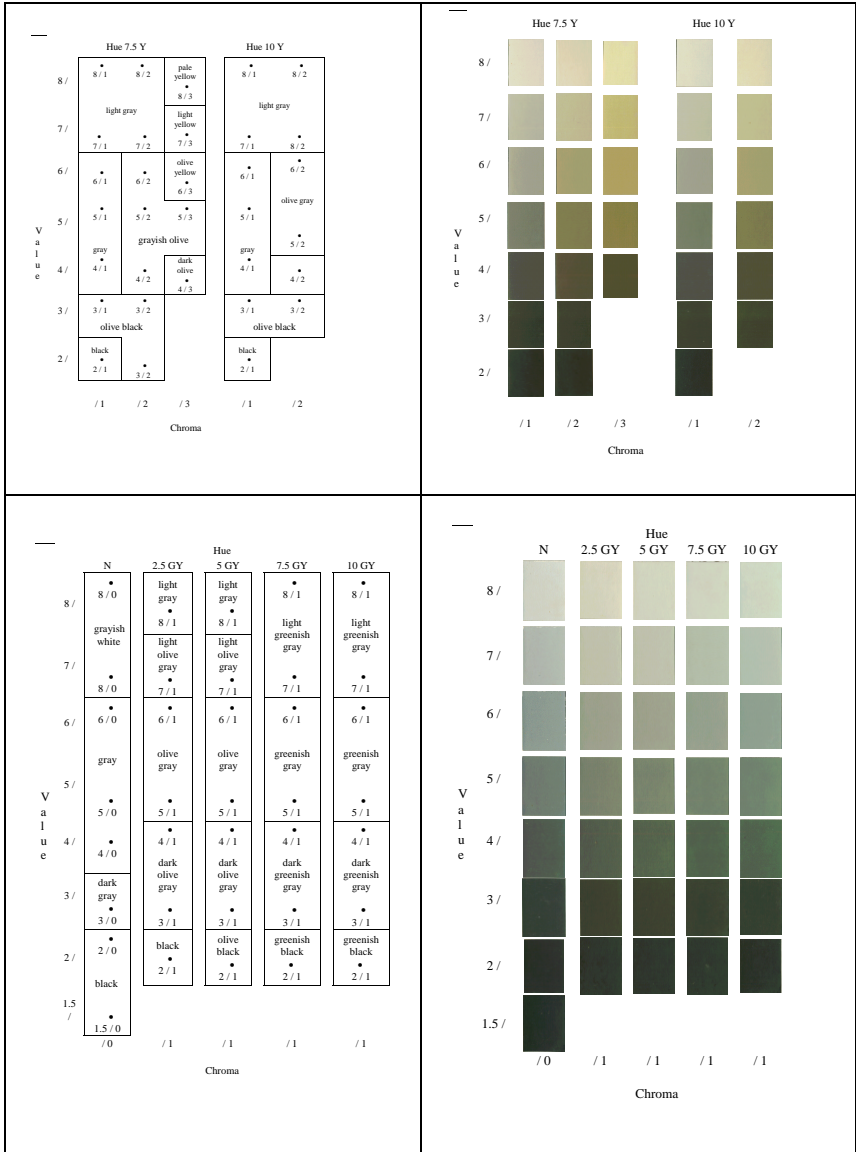 Hue 7.5 Y Hue 10 Y
8 / 1 8 / 2 pale yellow 8 / 3 8 / 1 8 / 2
8 /
light gray light yellow light gray
7 /
7 / 1 7 / 2 7 / 3 7 / 1 8 / 2
6 /
6 / 1 6 / 2 olive yellow 6 / 3 6 / 1 6 / 2
olive gray
5 /
5 / 1 5 / 2 5 / 3 5 / 1 5 / 2
grayish olive
gray dark olive gray
4 /
4 / 1 4 / 2 4 / 3 4 / 1 4 / 2
3 /
3 / 1 3 / 2 3 / 1 3 / 2
olive black olive black
2 /
black black
2 / 1 3 / 2 2 / 1
Value
/ 1 / 2 / 3 / 1 / 2
Chroma
Hue 7.5 Y Hue 10 Y
8 /
7 /
6 /
5 /
4 /
3 /
2 /
Value
/ 1 / 2 / 3 / 1 / 2
Chroma
Hue
N 2.5 GY 5 GY 7.5 GY 10 GY
8 /
8 / 0 light gray 8 / 1 light gray 8 / 1 8 / 1 8 / 1
grayish white light olive gray light olive gray light greenish gray light greenish gray
7 /
8 / 0 7 / 1 7 / 1 7 / 1 7 / 1
6 /
6 / 0 6 / 1 6 / 1 6 / 1 6 / 1
gray olive gray olive gray greenish gray greenish gray
5 /
5 / 0 5 / 1 5 / 1 5 / 1 5 / 1
4 /
4 / 0 4 / 1 4 / 1 4 / 1 4 / 1
dark gray dark olive gray dark olive gray dark greenish gray dark greenish gray
3 /
3 / 0 3 / 1 3 / 1 3 / 1 3 / 1
2 /
2 / 0 black 2 / 1 olive black 2 / 1 greenish black 2 / 1 greenish black 2 / 1
black
1.5 /
1.5 / 0
Value
/ 0 / 1 / 1 / 1 / 1
Chroma
Hue
N 2.5 GY 5 GY 7.5 GY 10 GY
8 /
7 /
6 /
5 /
4 /
3 /
2 /
1.5 /
Value
/ 0 / 1 / 1 / 1 / 1
Chroma